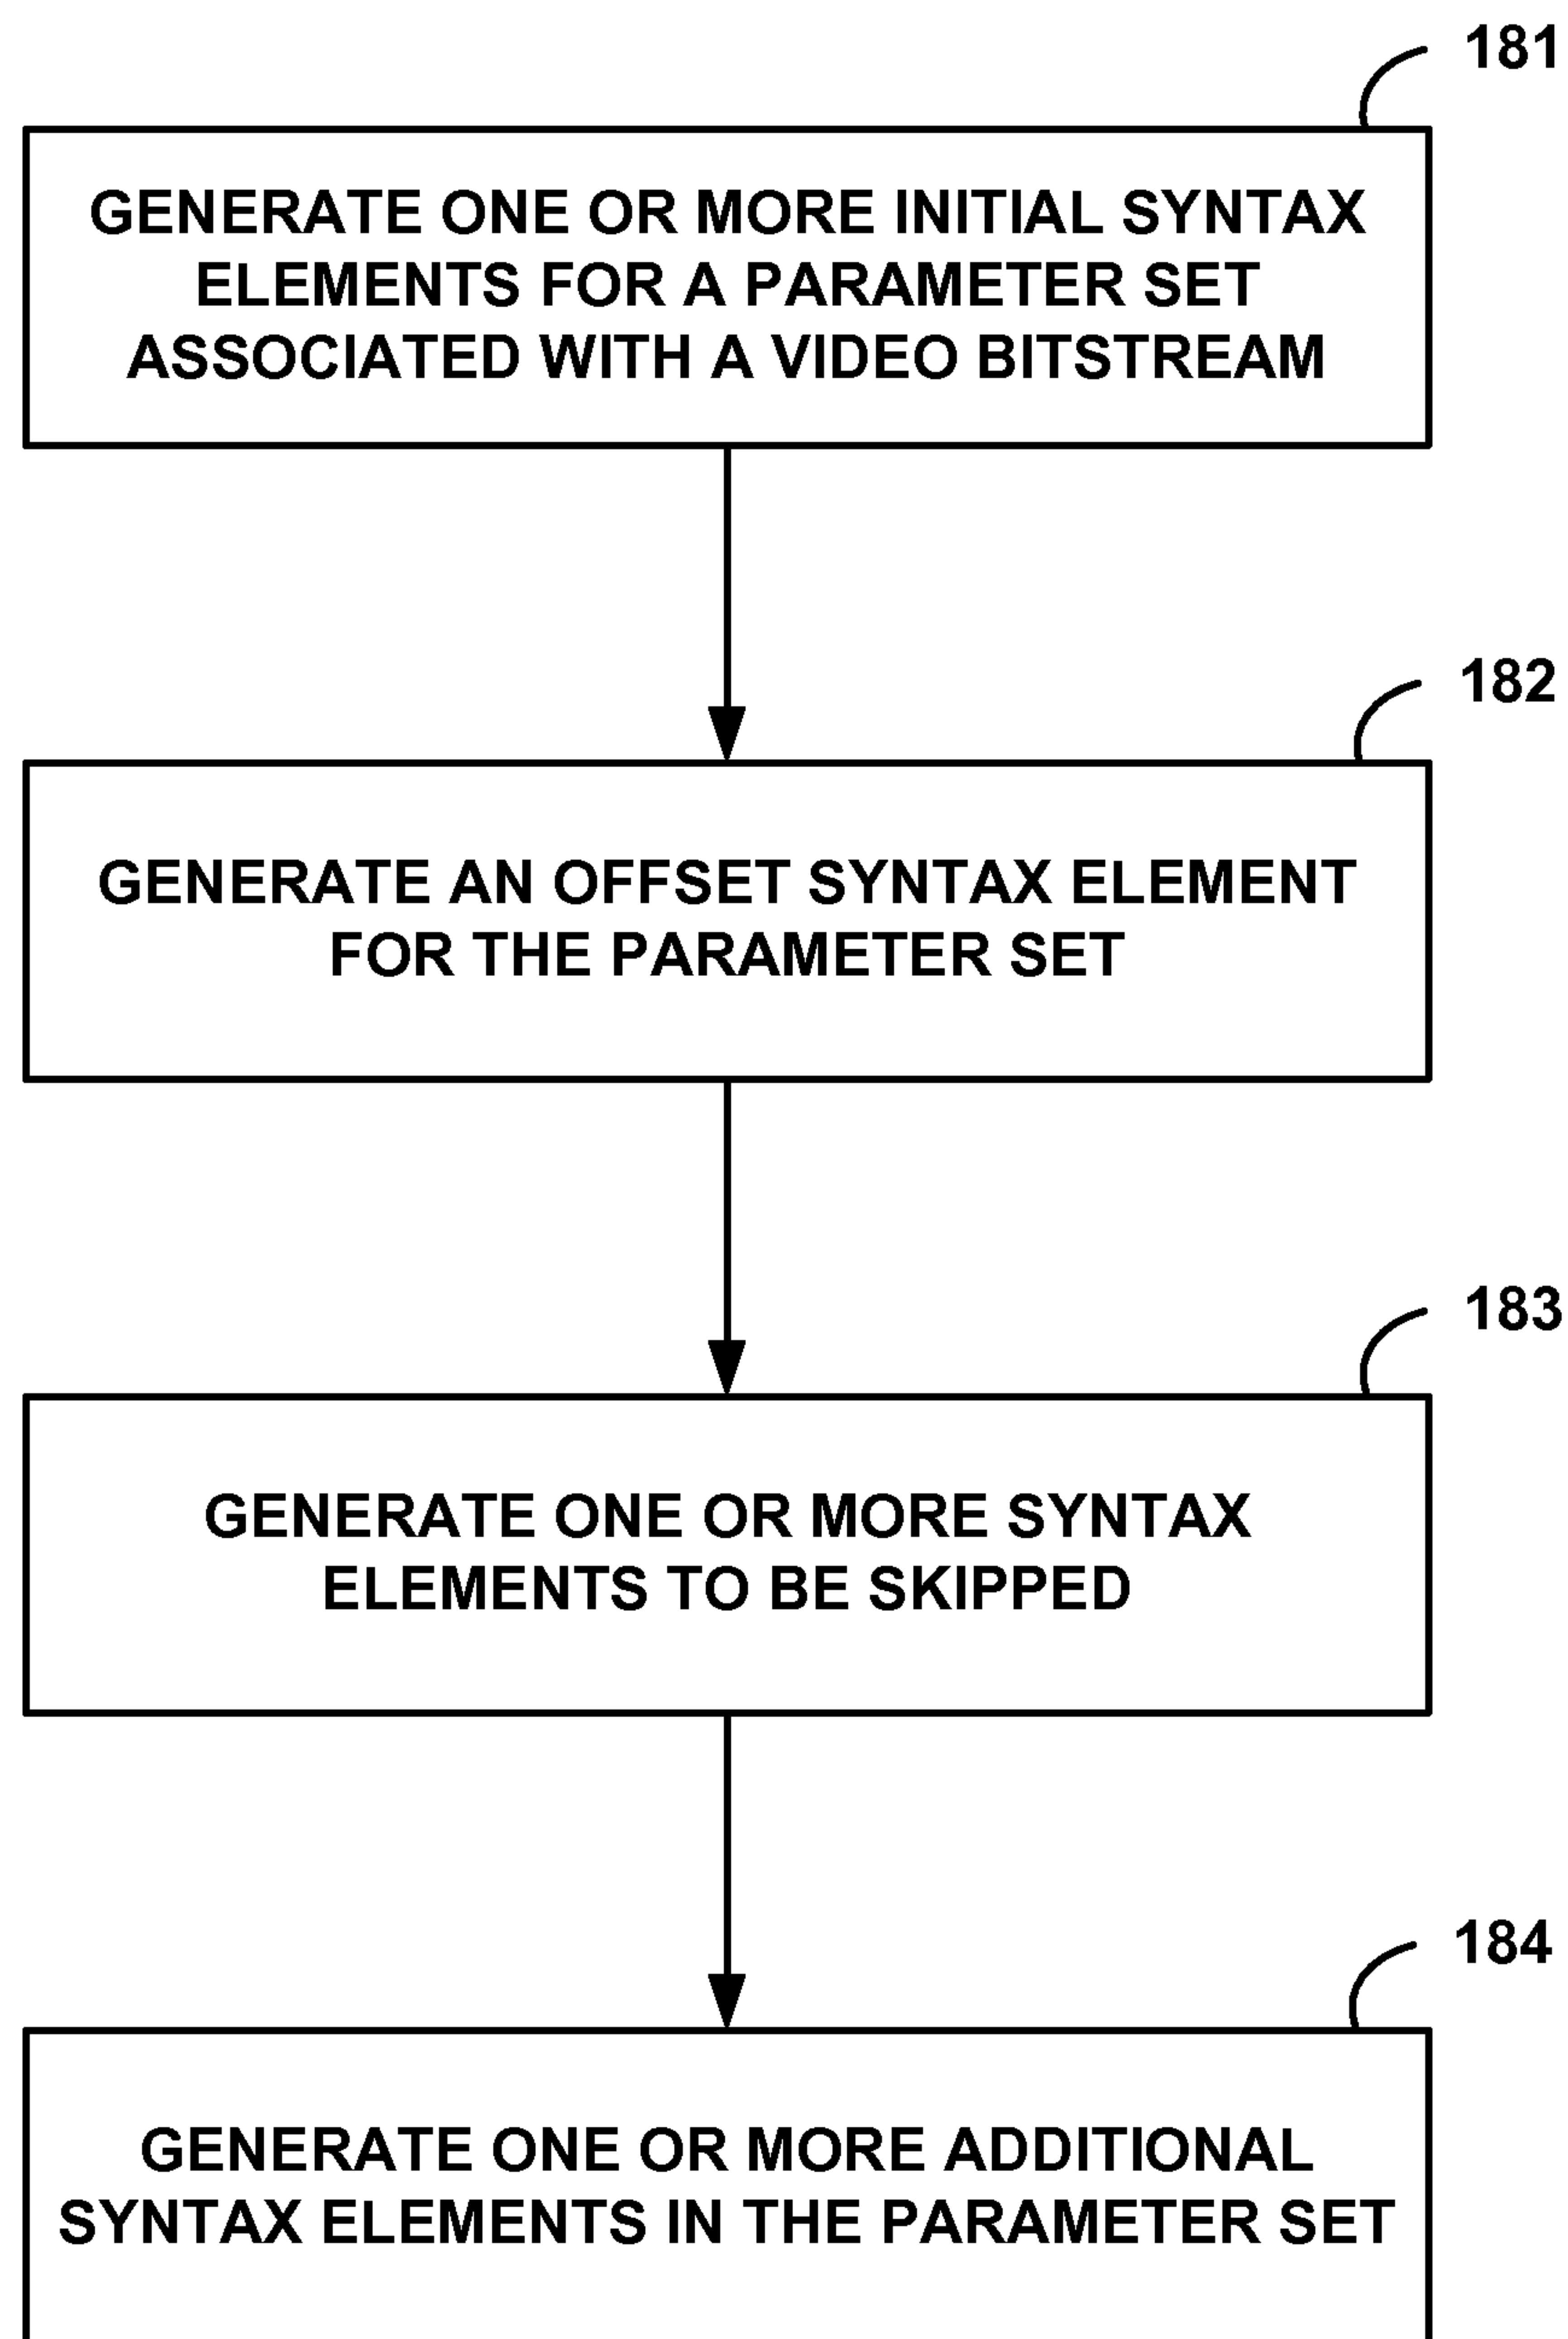 181
GENERATE ONE OR MORE INITIAL SYNTAX
ELEMENTS FOR A PARAMETER SET
ASSOCIATED WITH A VIDEO BITSTREAM
182
GENERATE AN OFFSET SYNTAX ELEMENT
FOR THE PARAMETER SET
183
GENERATE ONE OR MORE SYNTAX
ELEMENTS TO BE SKIPPED
184
GENERATE ONE OR MORE ADDITIONAL
SYNTAX ELEMENTS IN THE PARAMETER SET